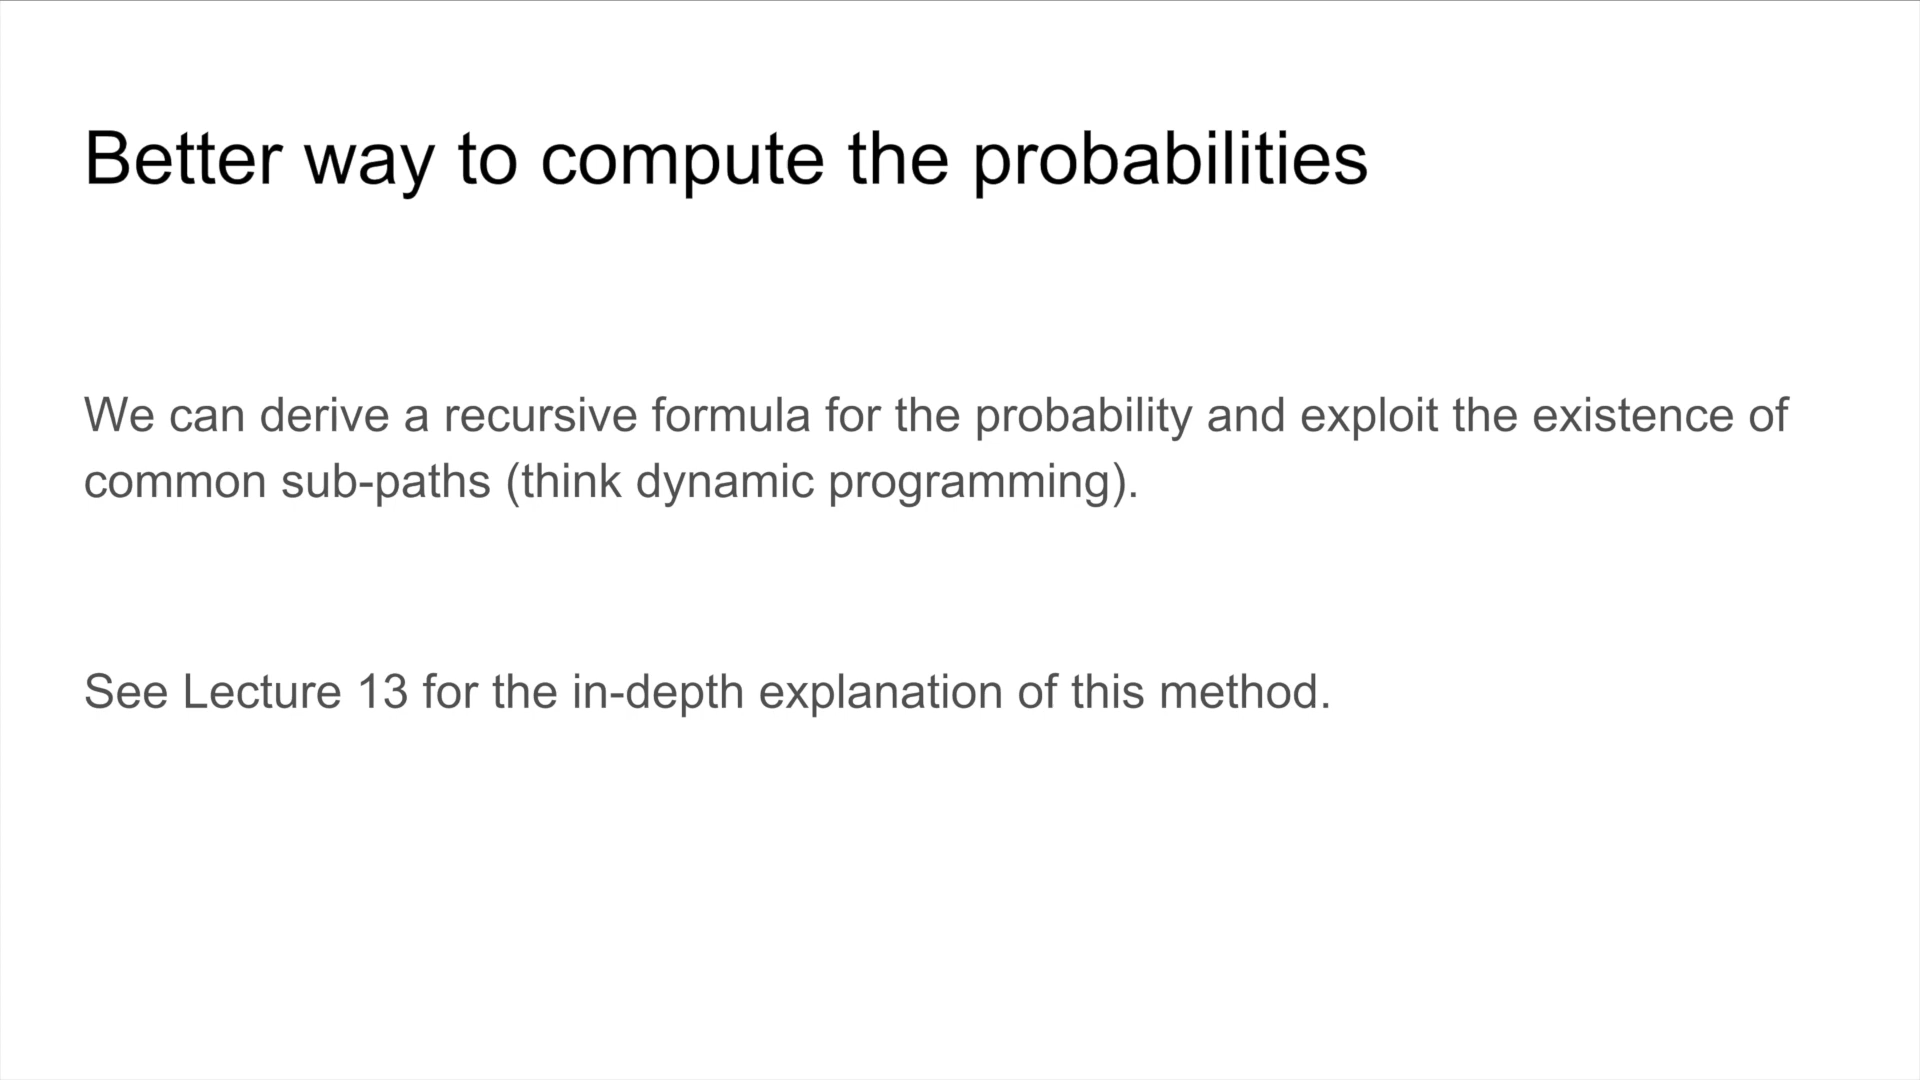 Better way to compute the probabilities
We can derive a recursive formula for the probability and exploit the existence of
common sub-paths (think dynamic programming).
See Lecture 13 for the in-depth explanation of this method.